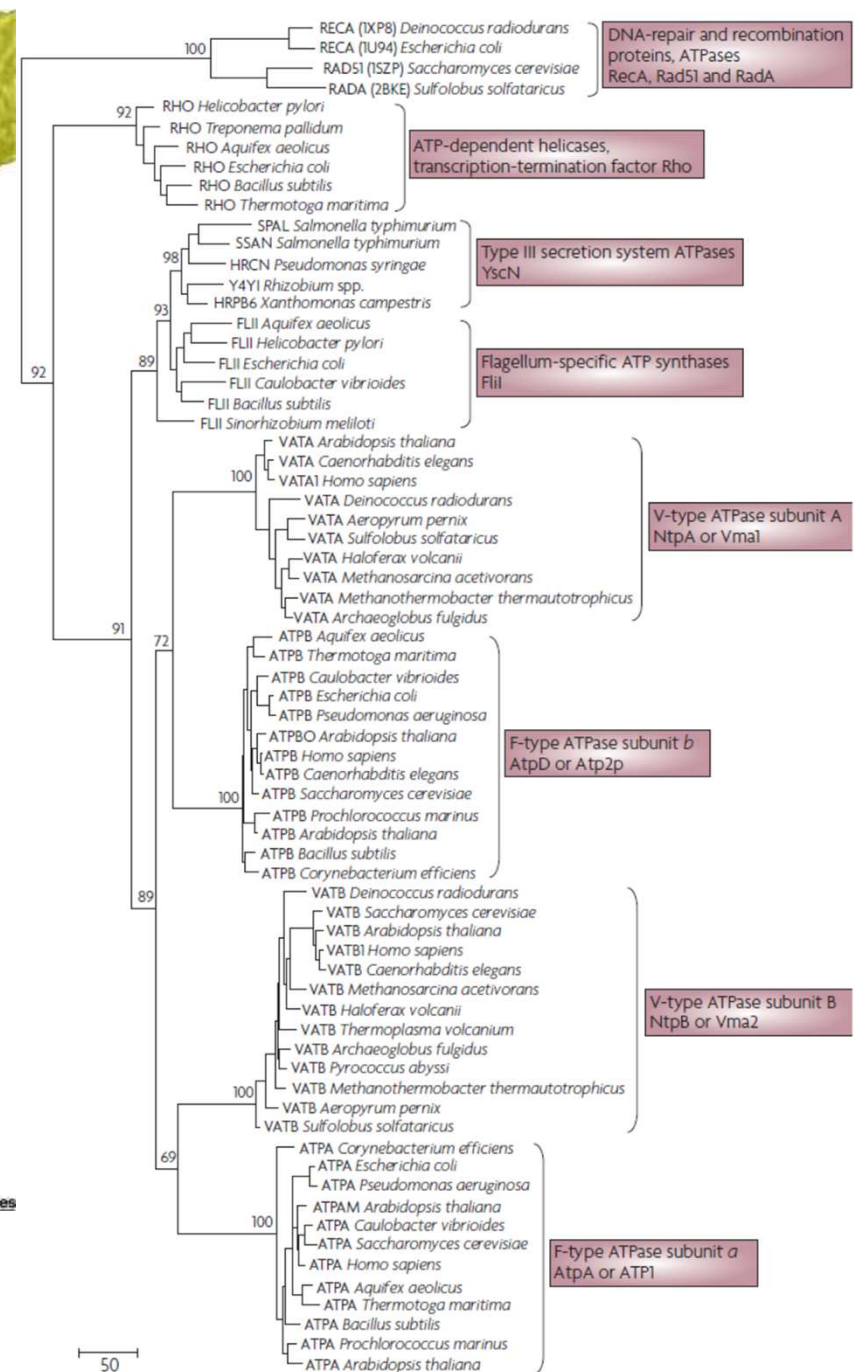 RECA (1XP8) Deinococcus radiodurans
RECA (1U94) Escherichia coli
RAD51 (1SZP) Saccharomyces cerevisiae
RADA (2BKE) Sulfolobus solfataricus
100
DNA-repair and recombination
proteins, ATPases
RecA, Rad51 and RadA
92
RHO Helicobacter pylori
RHO Treponema pallidum
RHO Aquifex aeolicus
RHO Escherichia coli
RHO Bacillus subtilis
RHO Thermotoga maritima
ATP-dependent helicases,
transcription-termination factor Rho
SPAL Salmonella typhimurium
SSAN Salmonella typhimurium
HRCN Pseudomonas syringae
Y4YI Rhizobium spp.
HRPB6 Xanthomonas campestris
98
Type III secretion system ATPases
YscN
93
FLII Aquifex aeolicus
FLII Helicobacter pylori
FLII Escherichia coli
FLII Caulobacter vibrioides
FLII Bacillus subtilis
FLII Sinorhizobium meliloti
89
92
Flagellum-specific ATP synthases
FliI
VATA Arabidopsis thaliana
VATA Caenorhabditis elegans
VATA1 Homo sapiens
VATA Deinococcus radiodurans
VATA Aeropyrum pernix
VATA Sulfolobus solfataricus
VATA Haloferax volcanii
VATA Methanosarcina acetivorans
VATA Methanothermobacter thermautotrophicus
VATA Archaeoglobus fulgidus
100
V-type ATPase subunit A
NtpA or Vma1
91
72
ATPB Aquifex aeolicus
ATPB Thermotoga maritima
ATPB Caulobacter vibrioides
ATPB Escherichia coli
ATPB Pseudomonas aeruginosa
ATPBO Arabidopsis thaliana
ATPB Homo sapiens
ATPB Caenorhabditis elegans
ATPB Saccharomyces cerevisiae
ATPB Prochlorococcus marinus
ATPB Arabidopsis thaliana
ATPB Bacillus subtilis
ATPB Corynebacterium efficiens
100
F-type ATPase subunit b
AtpD or Atp2p
89
VATB Deinococcus radiodurans
VATB Saccharomyces cerevisiae
VATB Arabidopsis thaliana
VATB1 Homo sapiens
VATB Caenorhabditis elegans
VATB Methanosarcina acetivorans
VATB Haloferax volcanii
VATB Thermoplasma volcanium
VATB Archaeoglobus fulgidus
VATB Pyrococcus abyssi
VATB Methanothermobacter thermautotrophicus
VATB Aeropyrum pernix
VATB Sulfolobus solfataricus
100
V-type ATPase subunit B
NtpB or Vma2
69
ATPA Corynebacterium efficiens
ATPA Escherichia coli
ATPA Pseudomonas aeruginosa
ATPAM Arabidopsis thaliana
ATPA Caulobacter vibrioides
ATPA Saccharomyces cerevisiae
ATPA Homo sapiens
ATPA Aquifex aeolicus
ATPA Thermotoga maritima
ATPA Bacillus subtilis
ATPA Prochlorococcus marinus
ATPA Arabidopsis thaliana
100
F-type ATPase subunit a
AtpA or ATP1
es
50